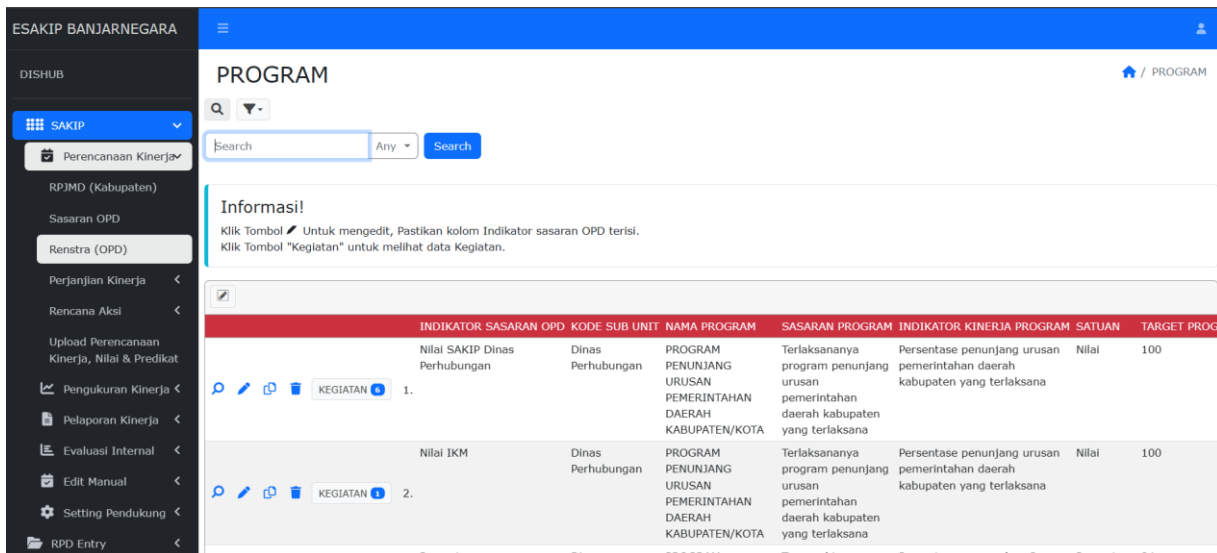 ESAKIP BANJARNEGARA
DISHUB
SAKIP
Perencanaan Kinerja
RPJMD (Kabupaten)
Sasaran OPD
Renstra (OPD)
Perjanjian Kinerja
Rencana Aksi
Upload Perencanaan
Kinerja, Nilai & Predikat
Pengukuran Kinerja
Pelaporan Kinerja
Evaluasi Internal
Edit Manual
Setting Pendukung
RPD Entry
PROGRAM
/ PROGRAM
Search Any Search
Informasi!
Klik Tombol Untuk mengedit, Pastikan kolom Indikator sasaran OPD terisi.
Klik Tombol "Kegiatan" untuk melihat data Kegiatan.
INDIKATOR SASARAN OPD KODE SUB UNIT NAMA PROGRAM SASARAN PROGRAM INDIKATOR KINERJA PROGRAM SATUAN TARGET PROG
KEGIATAN 6 1.
Nilai SAKIP Dinas
Perhubungan
Dinas
Perhubungan
PROGRAM
PENUNJANG
URUSAN
PEMERINTAHAN
DAERAH
KABUPATEN/KOTA
Terlaksananya
program penunjang
urusan
pemerintahan
daerah kabupaten
yang terlaksana
Persentase penunjang urusan
pemerintahan daerah
kabupaten yang terlaksana
Nilai
100
KEGIATAN 1 2.
Nilai IKM
Dinas
Perhubungan
PROGRAM
PENUNJANG
URUSAN
PEMERINTAHAN
DAERAH
KABUPATEN/KOTA
Terlaksananya
program penunjang
urusan
pemerintahan
daerah kabupaten
yang terlaksana
Persentase penunjang urusan
pemerintahan daerah
kabupaten yang terlaksana
Nilai
100